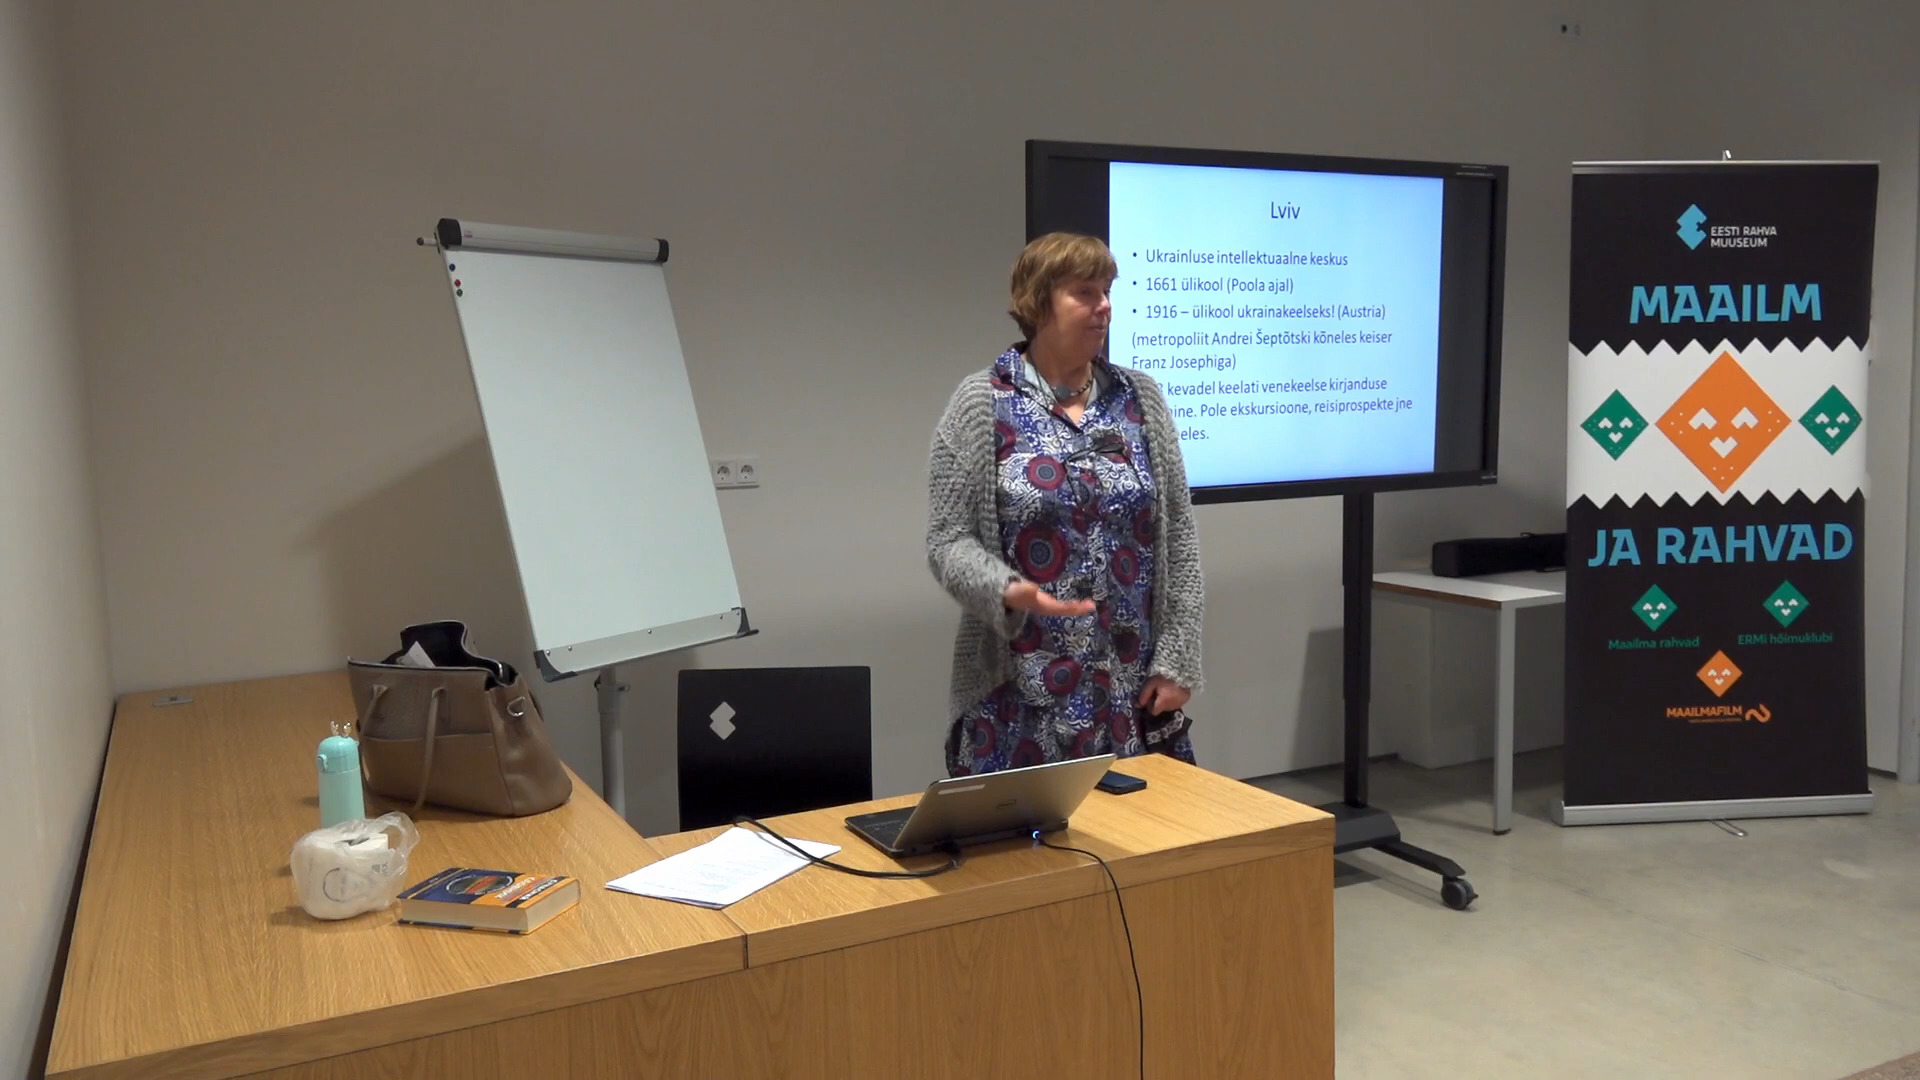 Lviv
• Ukrainluse intellektuaalne keskus
• 1661 ülikool (Poola ajal)
• 1916 – ülikool ukrainakeelseks! (Austria)
(metropoliit Andrei Šeptõtski kõneles keiser
Franz Josephiga)
kevadel keelati venekeelse kirjanduse
Pole ekskursioone, reisiprospekte jne
EESTI RAHVA
MUUSEUM
MAAILM
JA RAHVAD
Maailma rahvad
ERMi hõimuklubi
MAAILMAFILM